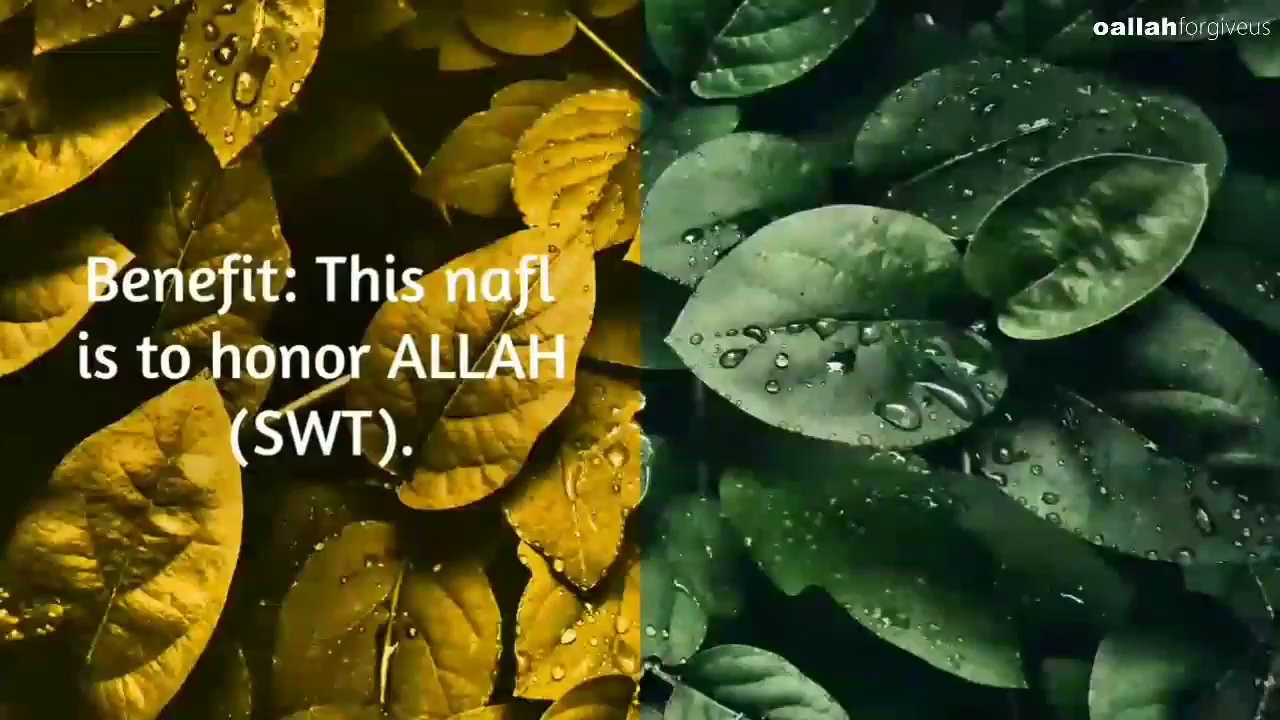 oallahforgiveus
Benefit: This nafl
is to honor ALLAH
(SWT).